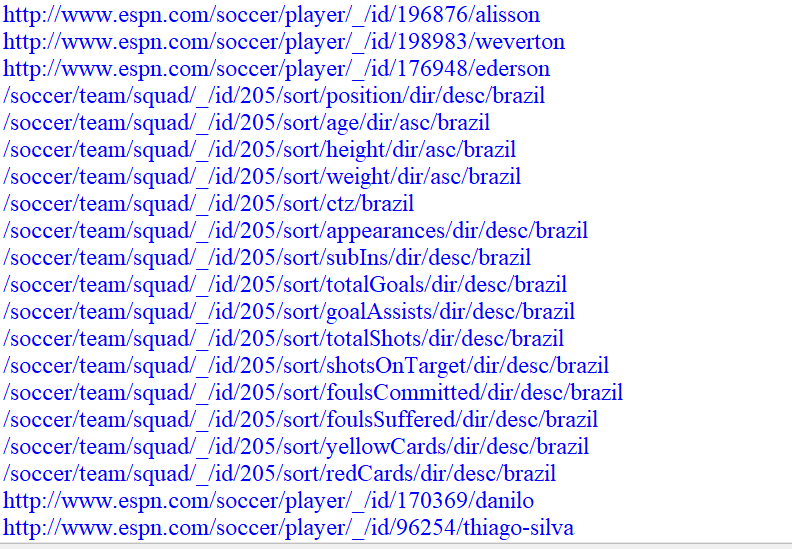 http://www.espn.com/soccer/player/_/id/196876/alisson
http://www.espn.com/soccer/player/_/id/198983/weverton
http://www.espn.com/soccer/player/_/id/176948/ederson
/soccer/team/squad/_/id/205/sort/position/dir/desc/brazil
/soccer/team/squad/_/id/205/sort/age/dir/asc/brazil
/soccer/team/squad/_/id/205/sort/height/dir/asc/brazil
/soccer/team/squad/_/id/205/sort/weight/dir/asc/brazil
/soccer/team/squad/_/id/205/sort/ctz/brazil
/soccer/team/squad/_/id/205/sort/appearances/dir/desc/brazil
/soccer/team/squad/_/id/205/sort/subIns/dir/desc/brazil
/soccer/team/squad/_/id/205/sort/totalGoals/dir/desc/brazil
/soccer/team/squad/_/id/205/sort/goalAssists/dir/desc/brazil
/soccer/team/squad/_/id/205/sort/totalShots/dir/desc/brazil
/soccer/team/squad/_/id/205/sort/shotsOnTarget/dir/desc/brazil
/soccer/team/squad/_/id/205/sort/foulsCommitted/dir/desc/brazil
/soccer/team/squad/_/id/205/sort/foulsSuffered/dir/desc/brazil
/soccer/team/squad/_/id/205/sort/yellowCards/dir/desc/brazil
/soccer/team/squad/_/id/205/sort/redCards/dir/desc/brazil
http://www.espn.com/soccer/player/_/id/170369/danilo
http://www.espn.com/soccer/player/_/id/96254/thiago-silva